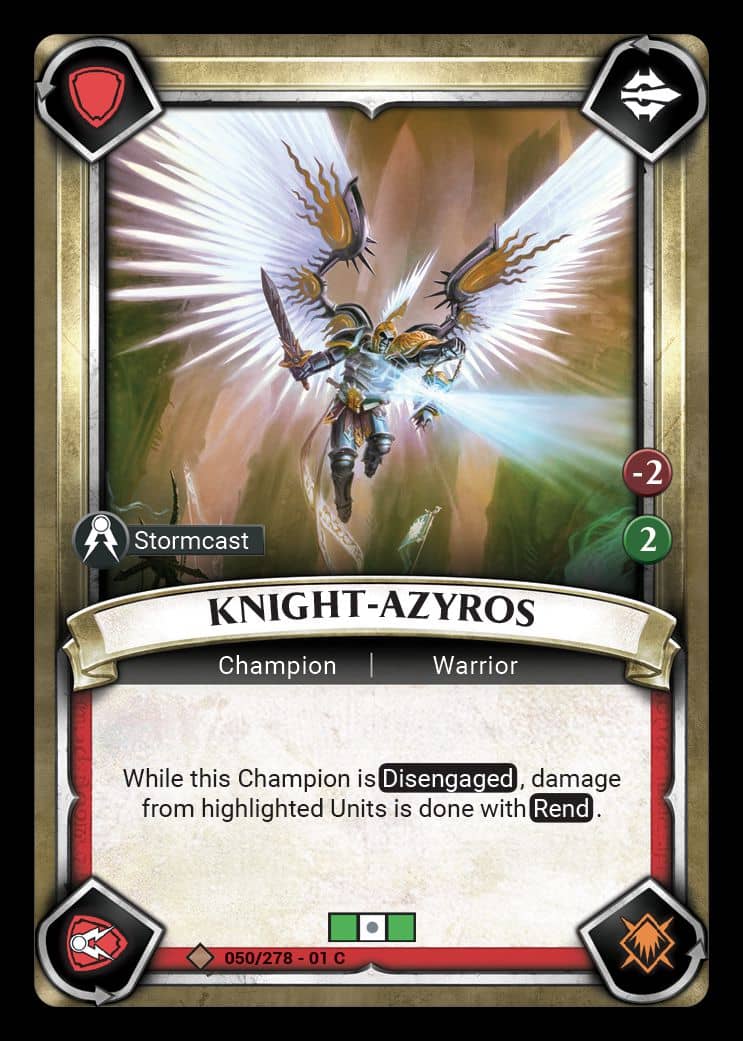 -2
Stormcast
2
KNIGHT-AZYROS
Champion | Warrior
While this Champion is Disengaged, damage
from highlighted Units is done with Rend.
050/278 - 01 C